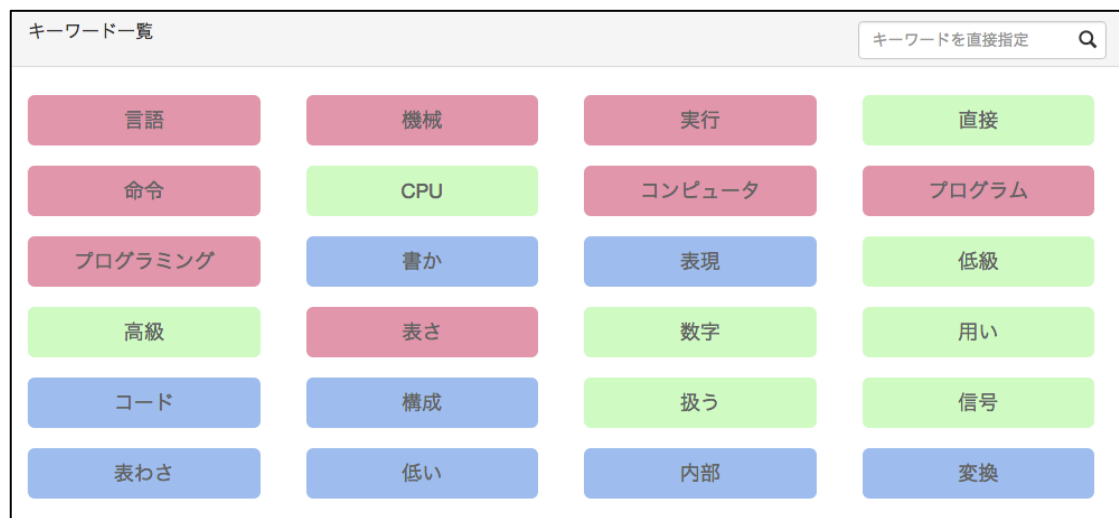 キーワード一覧 キーワードを直接指定
言語 機械 実行 直接
命令 CPU コンピュータ プログラム
プログラミング 書か 表現 低級
高級 表さ 数字 用い
コード 構成 扱う 信号
表わさ 低い 内部 変換